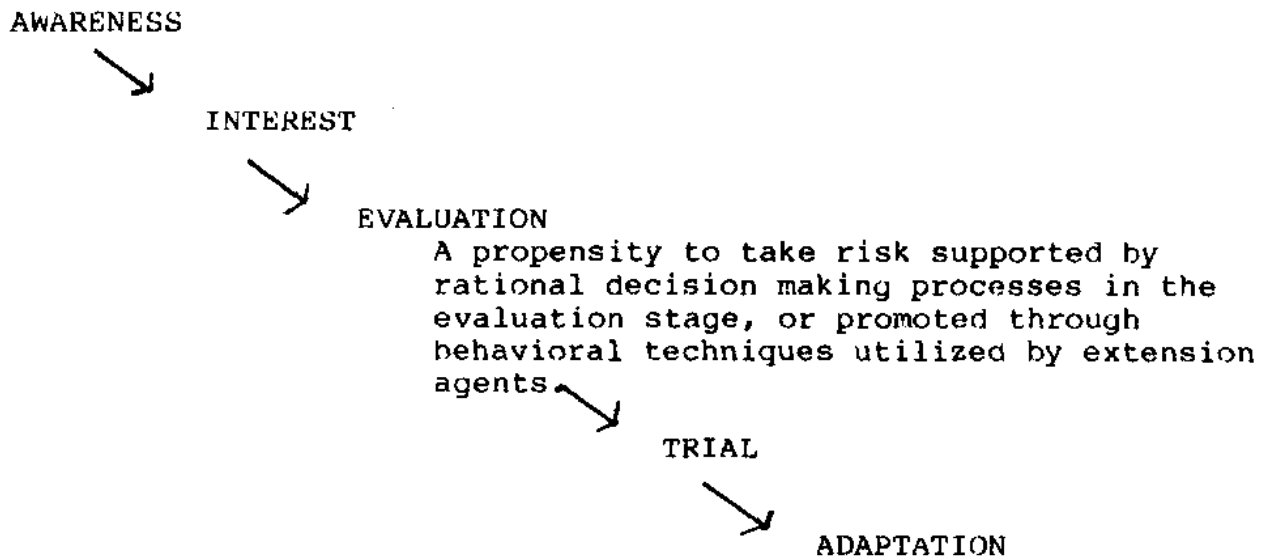 AWARENESS
INTEREST
EVALUATION
A propensity to take risk supported by
rational decision making processes in the
evaluation stage, or promoted through
behavioral techniques utilized by extension
agents.
TRIAL
ADAPTATION